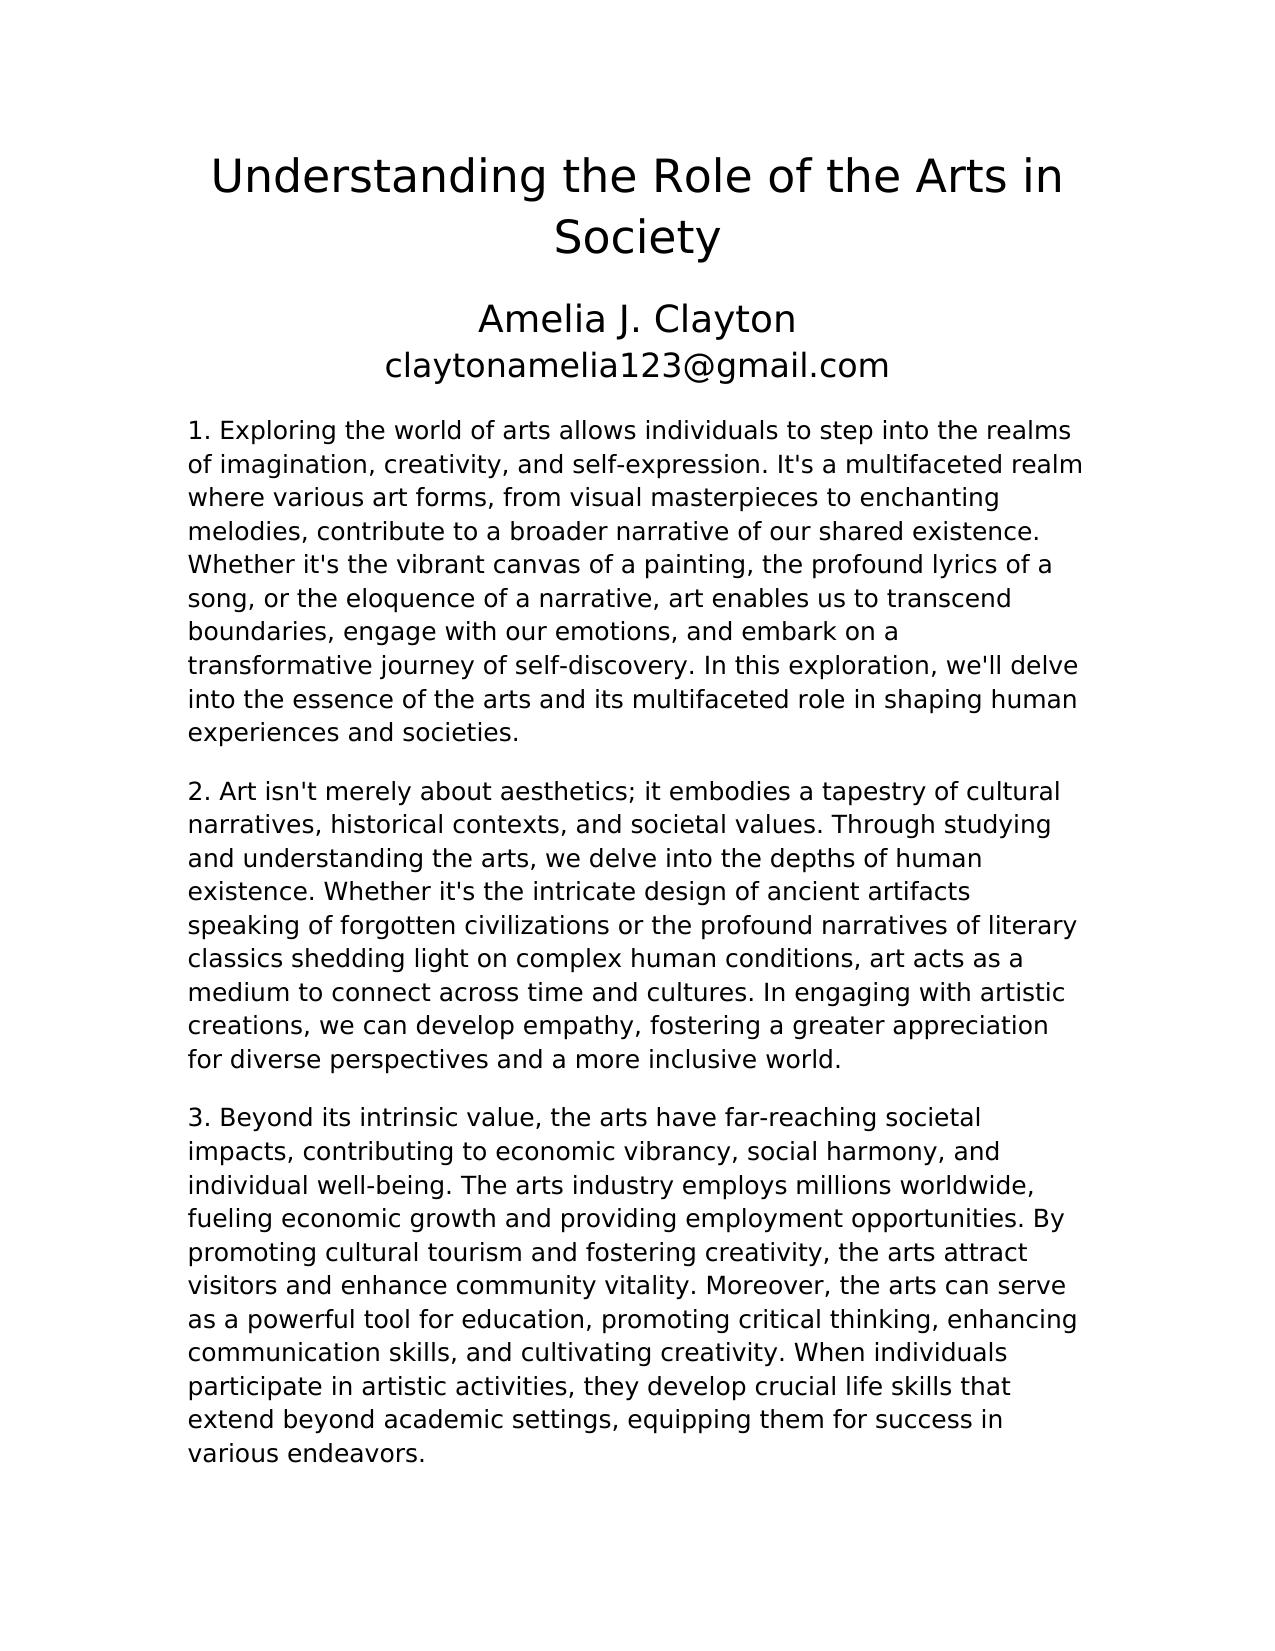 Understanding the Role of the Arts in
Society
Amelia J. Clayton
claytonamelia123@gmail.com
1. Exploring the world of arts allows individuals to step into the realms
of imagination, creativity, and self-expression. It's a multifaceted realm
where various art forms, from visual masterpieces to enchanting
melodies, contribute to a broader narrative of our shared existence.
Whether it's the vibrant canvas of a painting, the profound lyrics of a
song, or the eloquence of a narrative, art enables us to transcend
boundaries, engage with our emotions, and embark on a
transformative journey of self-discovery. In this exploration, we'll delve
into the essence of the arts and its multifaceted role in shaping human
experiences and societies.
2. Art isn't merely about aesthetics; it embodies a tapestry of cultural
narratives, historical contexts, and societal values. Through studying
and understanding the arts, we delve into the depths of human
existence. Whether it's the intricate design of ancient artifacts
speaking of forgotten civilizations or the profound narratives of literary
classics shedding light on complex human conditions, art acts as a
medium to connect across time and cultures. In engaging with artistic
creations, we can develop empathy, fostering a greater appreciation
for diverse perspectives and a more inclusive world.
3. Beyond its intrinsic value, the arts have far-reaching societal
impacts, contributing to economic vibrancy, social harmony, and
individual well-being. The arts industry employs millions worldwide,
fueling economic growth and providing employment opportunities. By
promoting cultural tourism and fostering creativity, the arts attract
visitors and enhance community vitality. Moreover, the arts can serve
as a powerful tool for education, promoting critical thinking, enhancing
communication skills, and cultivating creativity. When individuals
participate in artistic activities, they develop crucial life skills that
extend beyond academic settings, equipping them for success in
various endeavors.